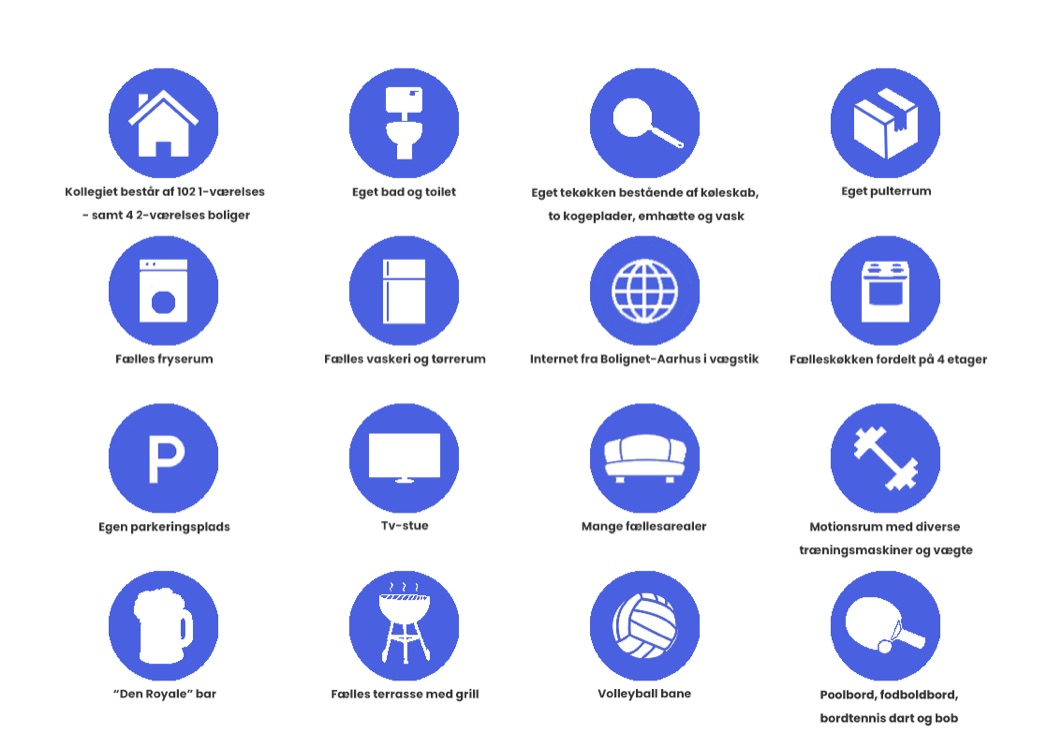 Kollegiet består af 102 1-værelses
- samt 4 2-værelses boliger
Eget bad og toilet
Eget tekøkken bestående af køleskab,
to kogeplader, emhætte og vask
Eget pulterrum
Fælles fryserum
Fælles vaskeri og tørrerum
Internet fra Bolignet-Aarhus i vægstik
Fælleskøkken fordelt på 4 etager
P
Egen parkeringsplads
Tv-stue
Mange fællesarealer
Motionsrum med diverse
træningsmaskiner og vægte
“Den Royale” bar
Fælles terrasse med grill
Volleyball bane
Poolbord, fodboldbord,
bordtennis dart og bob